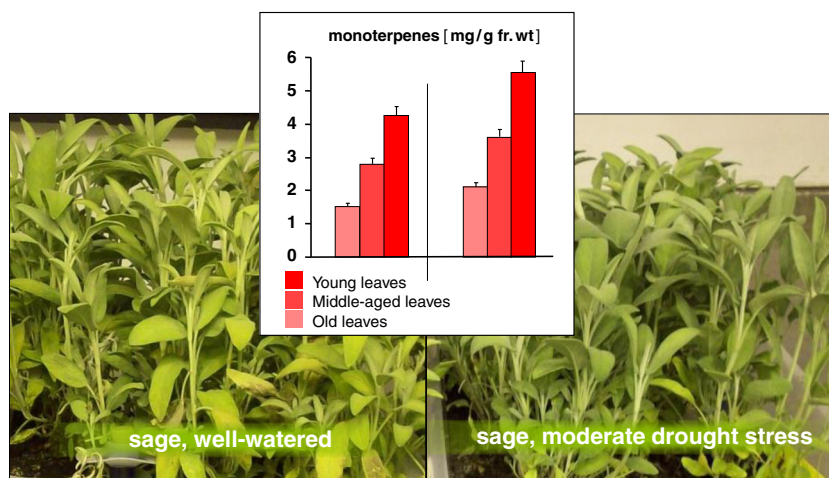 monoterpenes [mg/g fr. wt]
6
5
4
3
2
1
0
Young leaves
Middle-aged leaves
Old leaves
sage, well-watered
sage, moderate drought stress